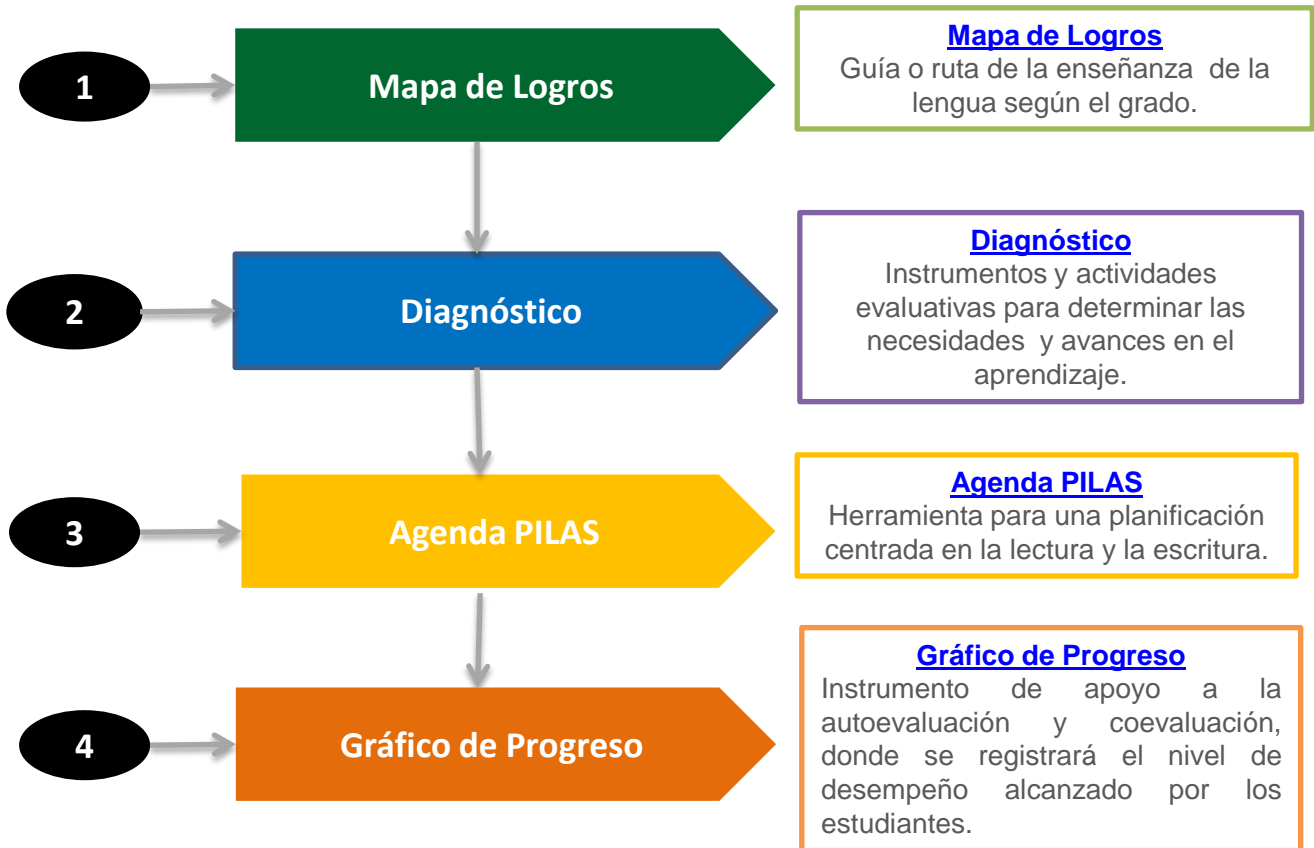 1
Mapa de Logros
Mapa de Logros
Guía o ruta de la enseñanza de la
lengua según el grado.
2
Diagnóstico
Diagnóstico
Instrumentos y actividades
evaluativas para determinar las
necesidades y avances en el
aprendizaje.
3
Agenda PILAS
Agenda PILAS
Herramienta para una planificación
centrada en la lectura y la escritura.
4
Gráfico de Progreso
Gráfico de Progreso
Instrumento de apoyo a la
autoevaluación y coevaluación,
donde se registrará el nivel de
desempeño alcanzado por los
estudiantes.